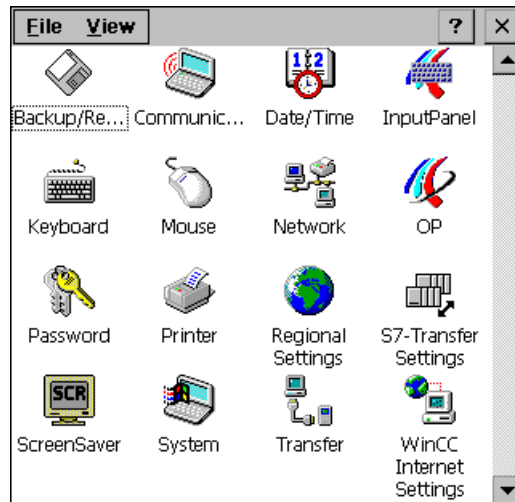 File View ?
Backup/Re... Communic... Date/Time InputPanel
Keyboard Mouse Network OP
Password Printer Regional Settings S7-Transfer Settings
SCR
ScreenSaver System Transfer WinCC Internet Settings